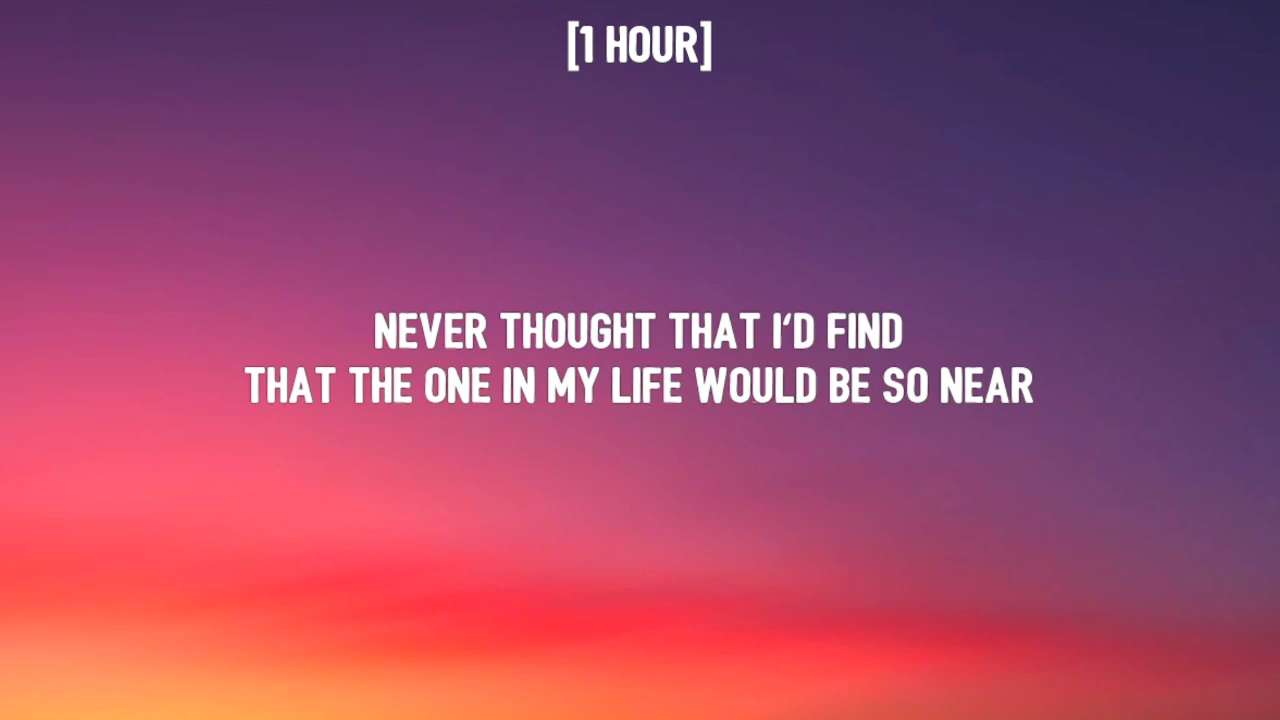 [1 HOUR]
NEVER THOUGHT THAT I'D FIND
THAT THE ONE IN MY LIFE WOULD BE SO NEAR